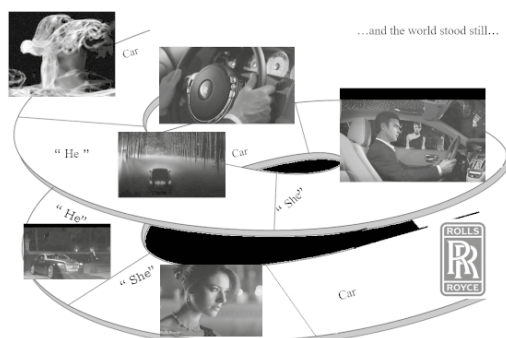 …and the world stood still…
Car
“ He ”
Car
“ She”
“ He”
“ She”
Car
ROLLS
RR
ROYCE